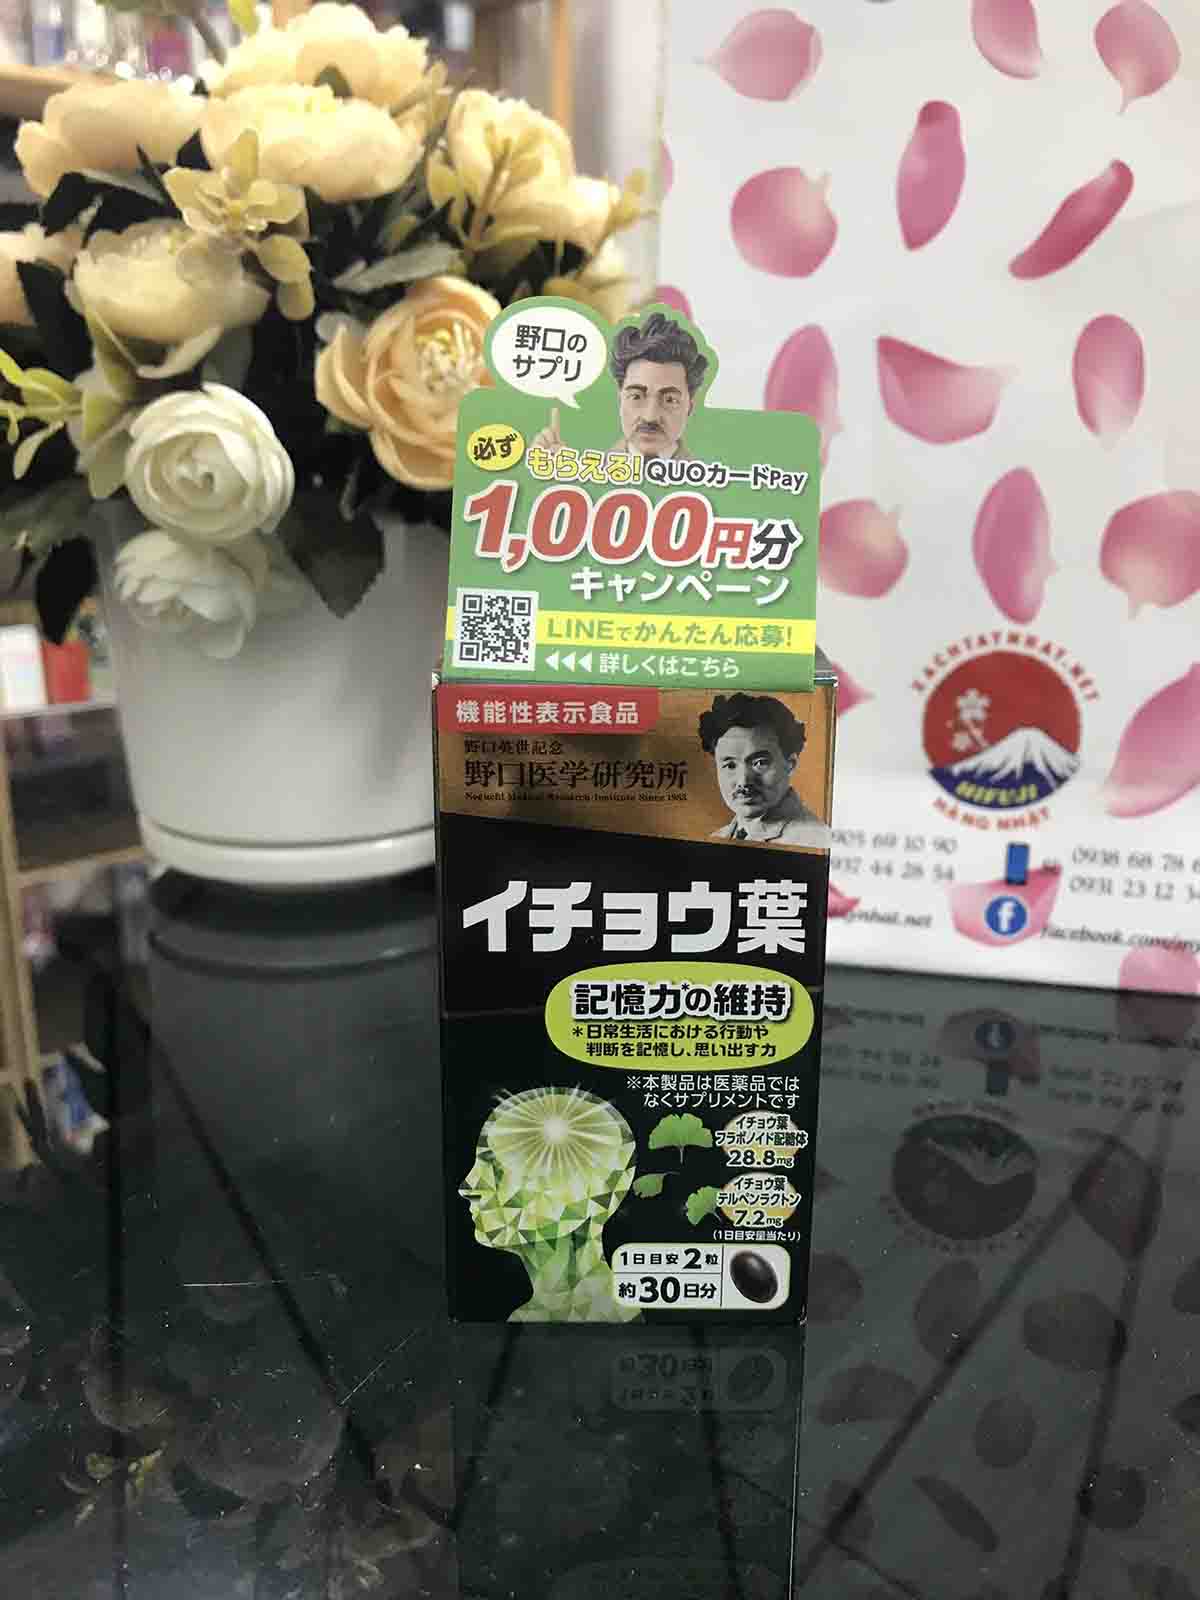 野口の
サプリ
必ず もらえる! QUOカードPay
1,000円分
キャンペーン
LINEでかんたん応募!
詳しくはこちら
機能性表示食品
野口英世記念
野口医学研究所
Noguchi Medical Research Institute Since 1983
イチョウ葉
記憶力*の維持
*日常生活における行動や
判断を記憶し、思い出す力
※本製品は医薬品では
なくサプリメントです
イチョウ葉
フラボノイド配糖体
28.8mg
イチョウ葉
テルペンラクトン
7.2mg
(1日目安量当たり)
1日目安2粒
約30日分
XACHTAYNHAT.NET
HIFUJI
HÀNG NHẬT
905 69 10 90
937 44 28 54
0938 68 78
0931 23 12
ynhat.net
f
facebook.com/my